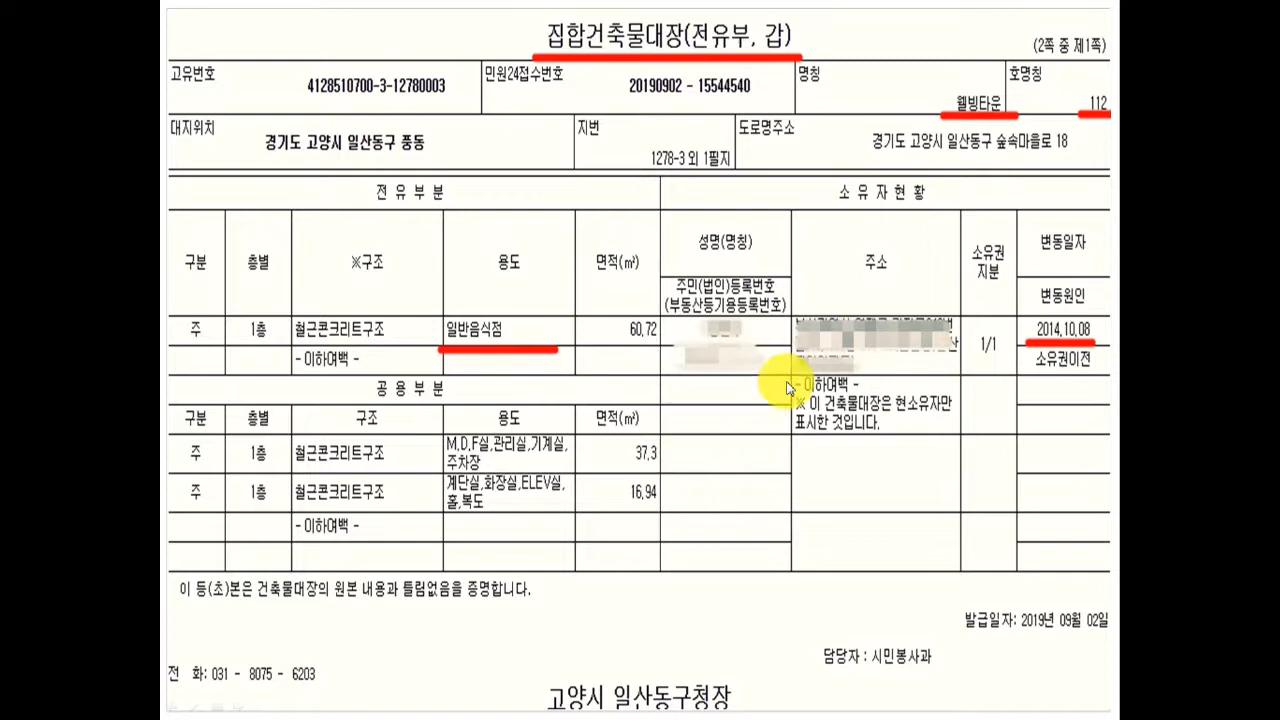 집합건축물대장(전유부, 갑)
(2쪽 중 제1쪽)
고유번호 4128510700-3-12780003 민원24접수번호 20190902 - 15544540 명칭 웰빙타운 호명칭 112
대지위치 경기도 고양시 일산동구 풍동 지번 1278-3 외 1필지 도로명주소 경기도 고양시 일산동구 숲속마을로 18
전 유 부 분 소 유 자 현 황
구분 층별 ※구조 용도 면적(㎡) 성명(명칭) 주소 소유권 지분 변동일자
주민(법인)등록번호
(부동산등기용등록번호)
변동원인
주 1층 철근콘크리트구조 일반음식점 60.72 1/1 2014.10.08
- 이하여백 - 소유권이전
공 용 부 분 - 이하여백 -
※ 이 건축물대장은 현소유자만
표시한 것입니다.
구분 층별 구조 용도 면적(㎡)
주 1층 철근콘크리트구조 M.D.F실,관리실,기계실,
주차장 37.3
주 1층 철근콘크리트구조 계단실,화장실,ELEV실,
홀,복도 16.94
- 이하여백 -
이 등(초)본은 건축물대장의 원본 내용과 틀림없음을 증명합니다.
발급일자: 2019년 09월 02일
담당자 : 시민봉사과
전 화: 031 - 8075 - 6203
고양시 일산동구청장